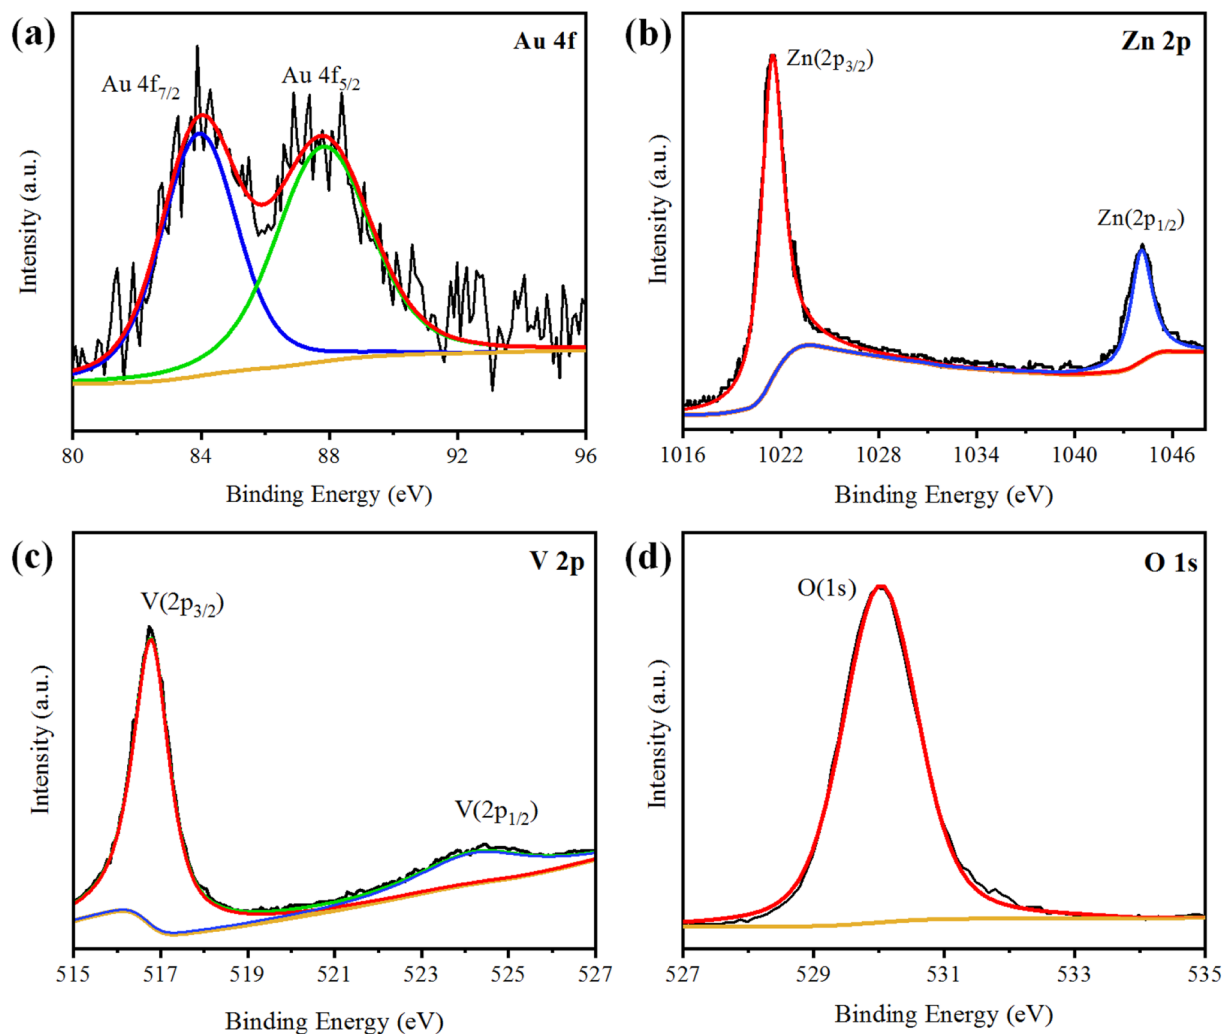 (a)
Au 4f
Au 4f7/2
Au 4f5/2
Intensity (a.u.)
80 84 88 92 96
Binding Energy (eV)
(b)
Zn 2p
Zn(2p3/2)
Zn(2p1/2)
Intensity (a.u.)
1016 1022 1028 1034 1040 1046
Binding Energy (eV)
(c)
V 2p
V(2p3/2)
V(2p1/2)
Intensity (a.u.)
515 517 519 521 523 525 527
Binding Energy (eV)
(d)
O 1s
O(1s)
Intensity (a.u.)
527 529 531 533 535
Binding Energy (eV)